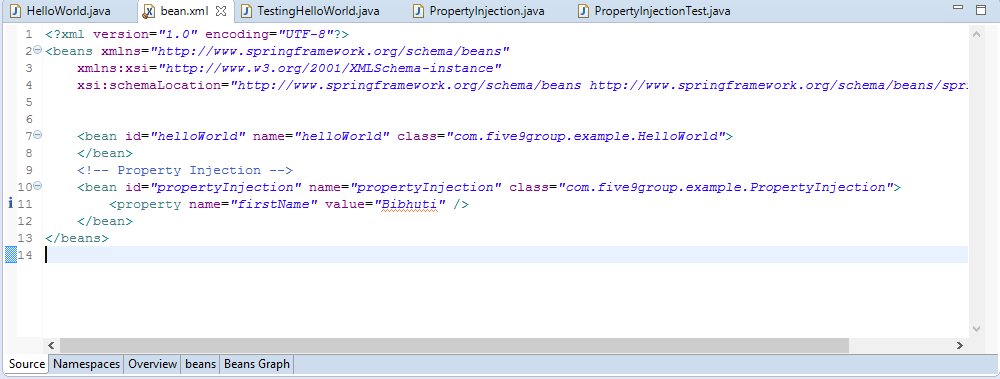 HelloWorld.java bean.xml TestingHelloWorld.java PropertyInjection.java PropertyInjectionTest.java
1 <?xml version="1.0" encoding="UTF-8"?>
2 <beans xmlns="http://www.springframework.org/schema/beans"
3 xmlns:xsi="http://www.w3.org/2001/XMLSchema-instance"
4 xsi:schemaLocation="http://www.springframework.org/schema/beans http://www.springframework.org/schema/beans/spri
5
6
7 <bean id="helloWorld" name="helloWorld" class="com.five9group.example.HelloWorld">
8 </bean>
9 <!-- Property Injection -->
10 <bean id="propertyInjection" name="propertyInjection" class="com.five9group.example.PropertyInjection">
11 <property name="firstName" value="Bibhuti" />
12 </bean>
13 </beans>
14
Source Namespaces Overview beans Beans Graph